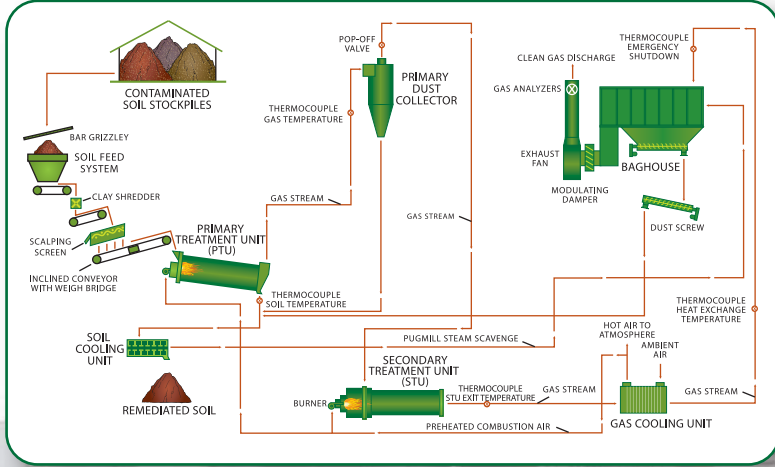 CONTAMINATED
SOIL STOCKPILES
BAR GRIZZLEY
SOIL FEED
SYSTEM
CLAY SHREDDER
SCALPING
SCREEN
INCLINED CONVEYOR
WITH WEIGH BRIDGE
PRIMARY
TREATMENT UNIT
(PTU)
THERMOCOUPLE
SOIL TEMPERATURE
SOIL
COOLING
UNIT
REMEDIATED SOIL
POP-OFF
VALVE
PRIMARY
DUST
COLLECTOR
THERMOCOUPLE
GAS TEMPERATURE
GAS STREAM
GAS STREAM
CLEAN GAS DISCHARGE
GAS ANALYZERS
EXHAUST
FAN
MODULATING
DAMPER
BAGHOUSE
THERMOCOUPLE
EMERGENCY
SHUTDOWN
DUST SCREW
THERMOCOUPLE
HEAT EXCHANGE
TEMPERATURE
HOT AIR TO
ATMOSPHERE
AMBIENT
AIR
PUGMILL STEAM SCAVENGE
SECONDARY
TREATMENT UNIT
(STU)
BURNER
THERMOCOUPLE
STU EXIT TEMPERATURE
GAS STREAM
GAS STREAM
GAS COOLING UNIT
PREHEATED COMBUSTION AIR